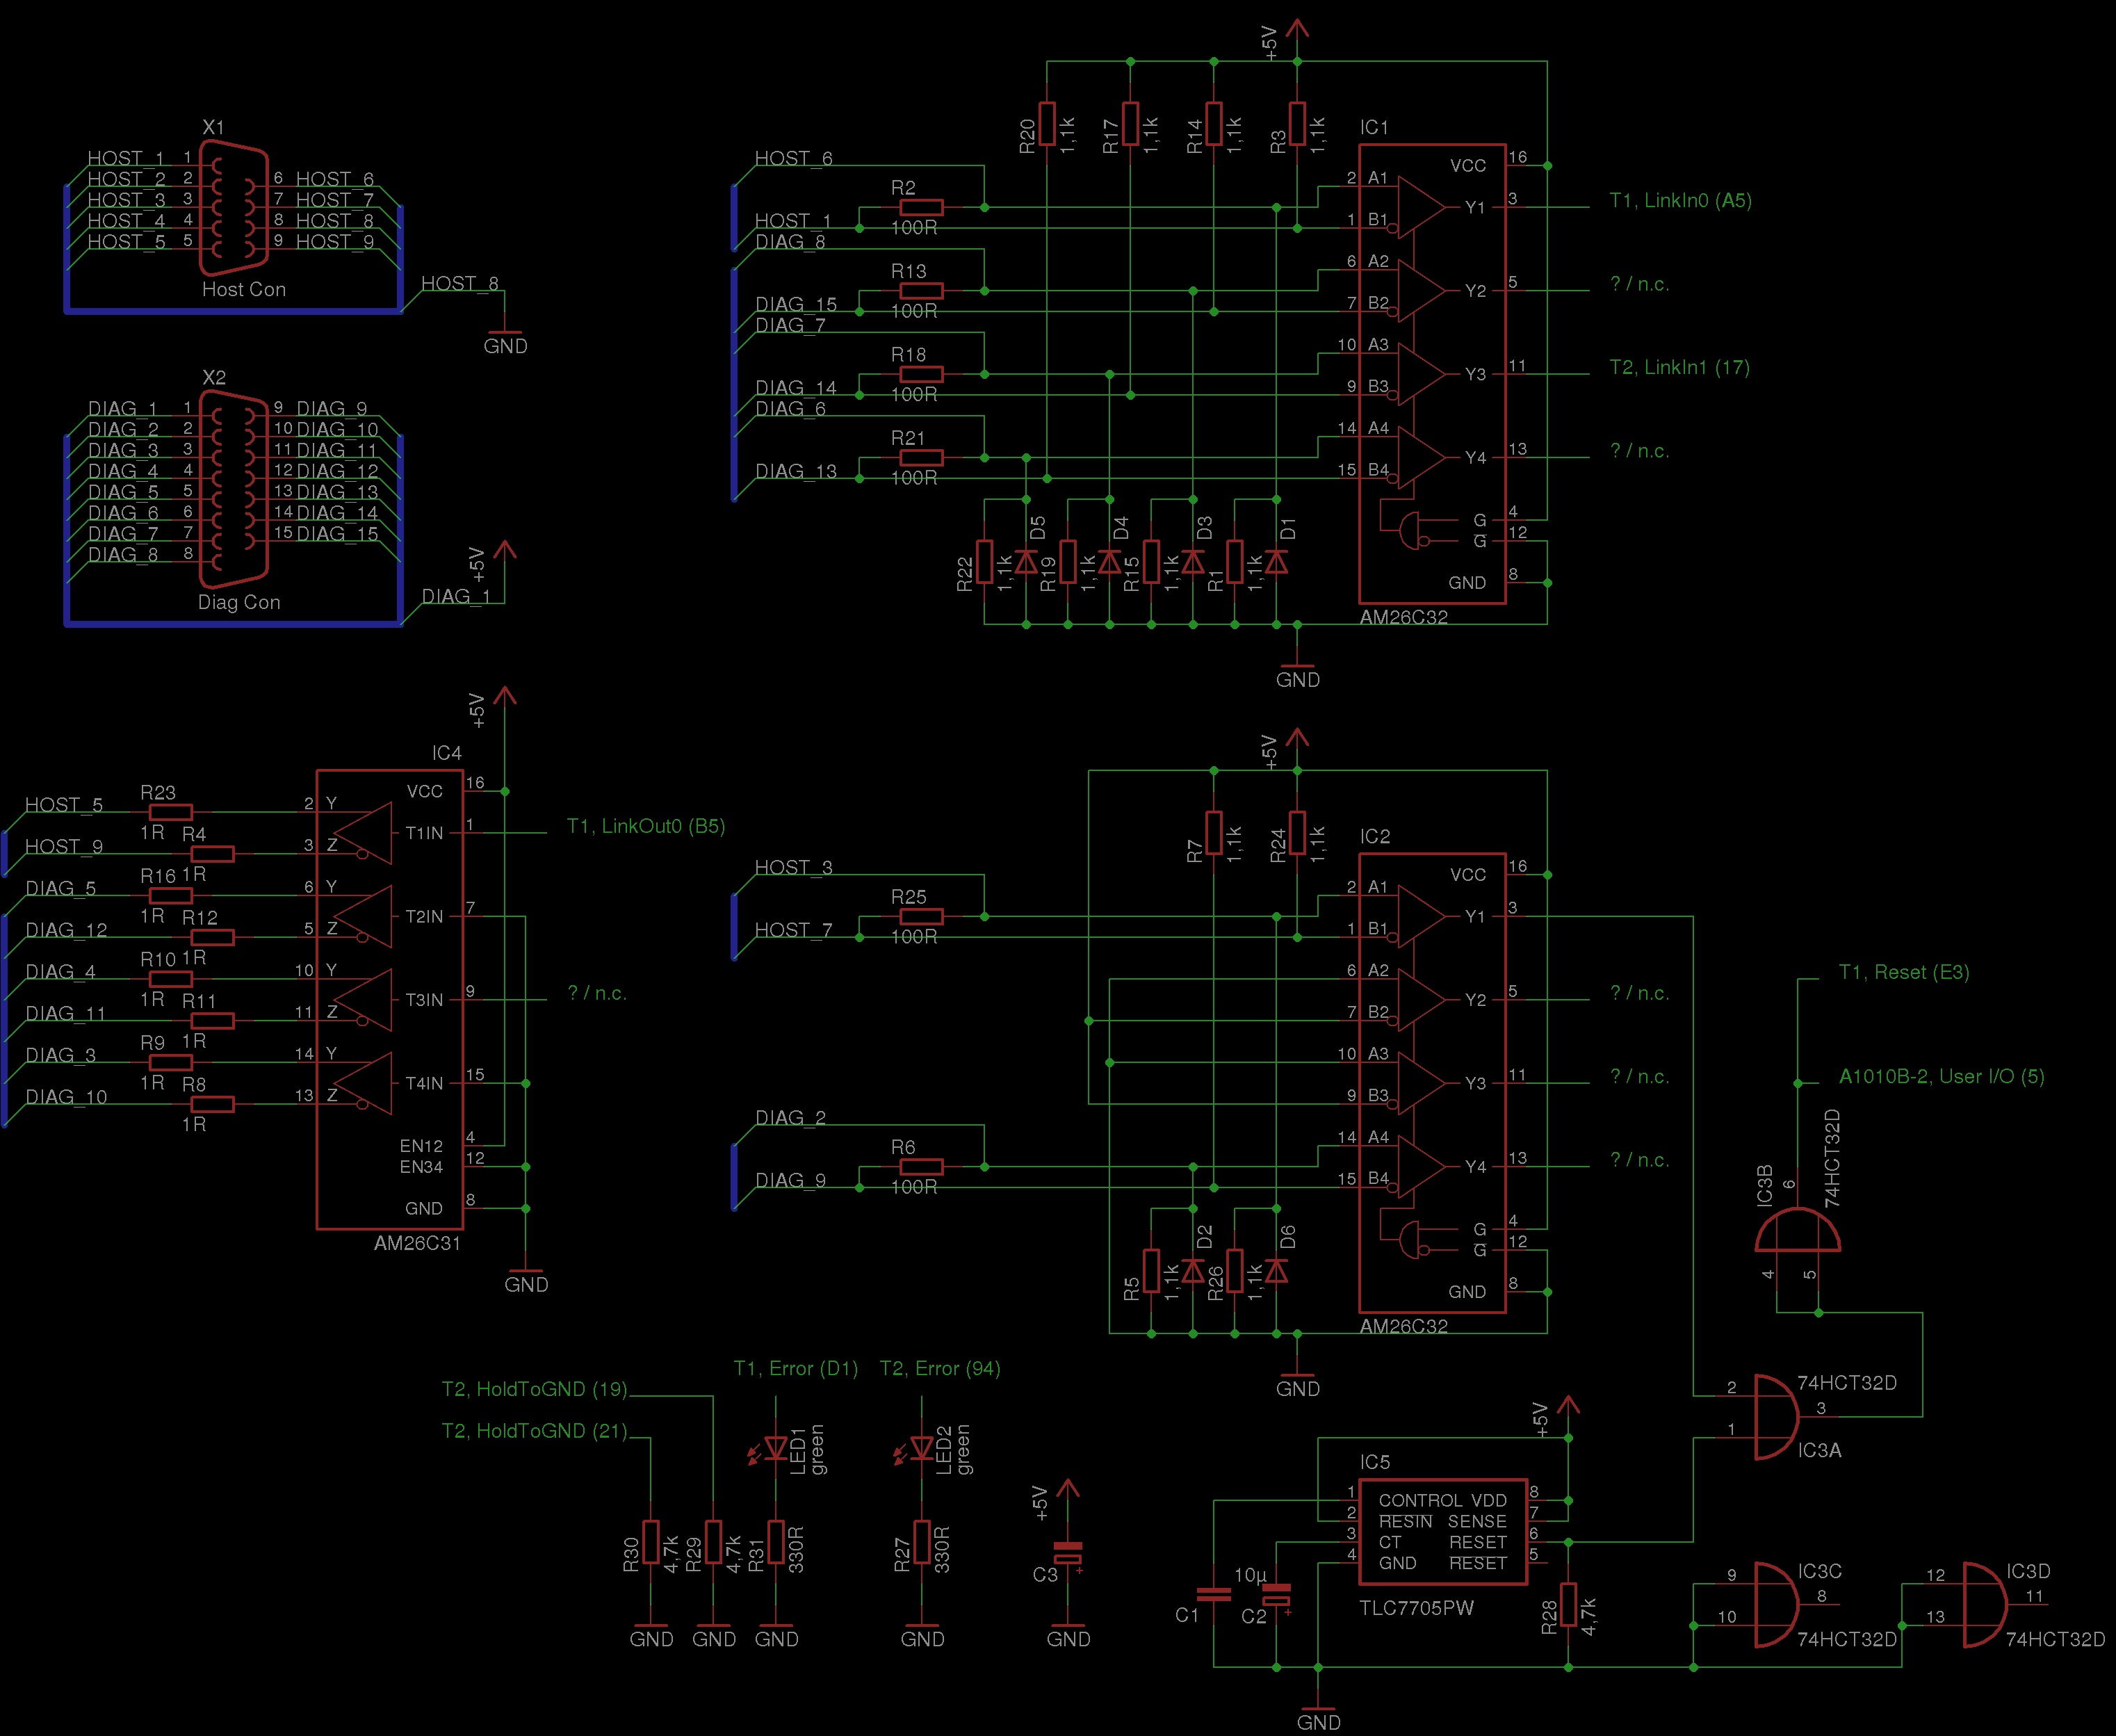 X1
HOST_1 1
HOST_2 2
HOST_3 3
HOST_4 4
HOST_5 5
6 HOST_6
7 HOST_7
8 HOST_8
9 HOST_9
Host Con
HOST_8
GND
X2
DIAG_1 1
DIAG_2 2
DIAG_3 3
DIAG_4 4
DIAG_5 5
DIAG_6 6
DIAG_7 7
DIAG_8 8
9 DIAG_9
10 DIAG_10
11 DIAG_11
12 DIAG_12
13 DIAG_13
14 DIAG_14
15 DIAG_15
Diag Con
DIAG_1
+5V
+5V
R20 1,1k
R17 1,1k
R14 1,1k
R3 1,1k
HOST_6
R2
HOST_1
100R
DIAG_8
R13
DIAG_15
100R
DIAG_7
R18
DIAG_14
100R
DIAG_6
R21
DIAG_13
100R
R22 1,1k
D5
R19 1,1k
D4
R15 1,1k
D3
R1 1,1k
D1
GND
IC1
VCC 16
2 A1
1 B1
Y1 3
6 A2
7 B2
Y2 5
10 A3
9 B3
Y3 11
14 A4
15 B4
Y4 13
G 4
G 12
GND 8
AM26C32
T1, LinkIn0 (A5)
? / n.c.
T2, LinkIn1 (17)
? / n.c.
+5V
IC4
HOST_5 R23 1R 2 Y
HOST_9 R4 1R 3 Z
DIAG_5 R16 1R 6 Y
DIAG_12 R12 1R 5 Z
DIAG_4 R10 1R 10 Y
DIAG_11 R11 1R 11 Z
DIAG_3 R9 1R 14 Y
DIAG_10 R8 1R 13 Z
VCC 16
T1IN 1
T2IN 7
T3IN 9
T4IN 15
EN12 4
EN34 12
GND 8
AM26C31
GND
T1, LinkOut0 (B5)
? / n.c.
+5V
R7 1,1k
R24 1,1k
HOST_3
R25
HOST_7
100R
DIAG_2
R6
DIAG_9
100R
R5 1,1k
D2
R26 1,1k
D6
GND
IC2
VCC 16
2 A1
1 B1
Y1 3
6 A2
7 B2
Y2 5
10 A3
9 B3
Y3 11
14 A4
15 B4
Y4 13
G 4
G 12
GND 8
AM26C32
? / n.c.
? / n.c.
? / n.c.
T1, Reset (E3)
A1010B-2, User I/O (5)
IC3B
74HCT32D
6
4
5
74HCT32D
2
1
3
IC3A
T2, HoldToGND (19)
T2, HoldToGND (21)
T1, Error (D1)
T2, Error (94)
LED1
green
LED2
green
R30 4,7k
R29 4,7k
R31 330R
R27 330R
GND
GND
GND
GND
+5V
C3
+
GND
+5V
IC5
1 CONTROL VDD 8
2 RESIN SENSE 7
3 CT RESET 6
4 GND RESET 5
TLC7705PW
C1
10µ
C2
+
R28 4,7k
GND
9
10
IC3C
8
74HCT32D
12
13
IC3D
11
74HCT32D